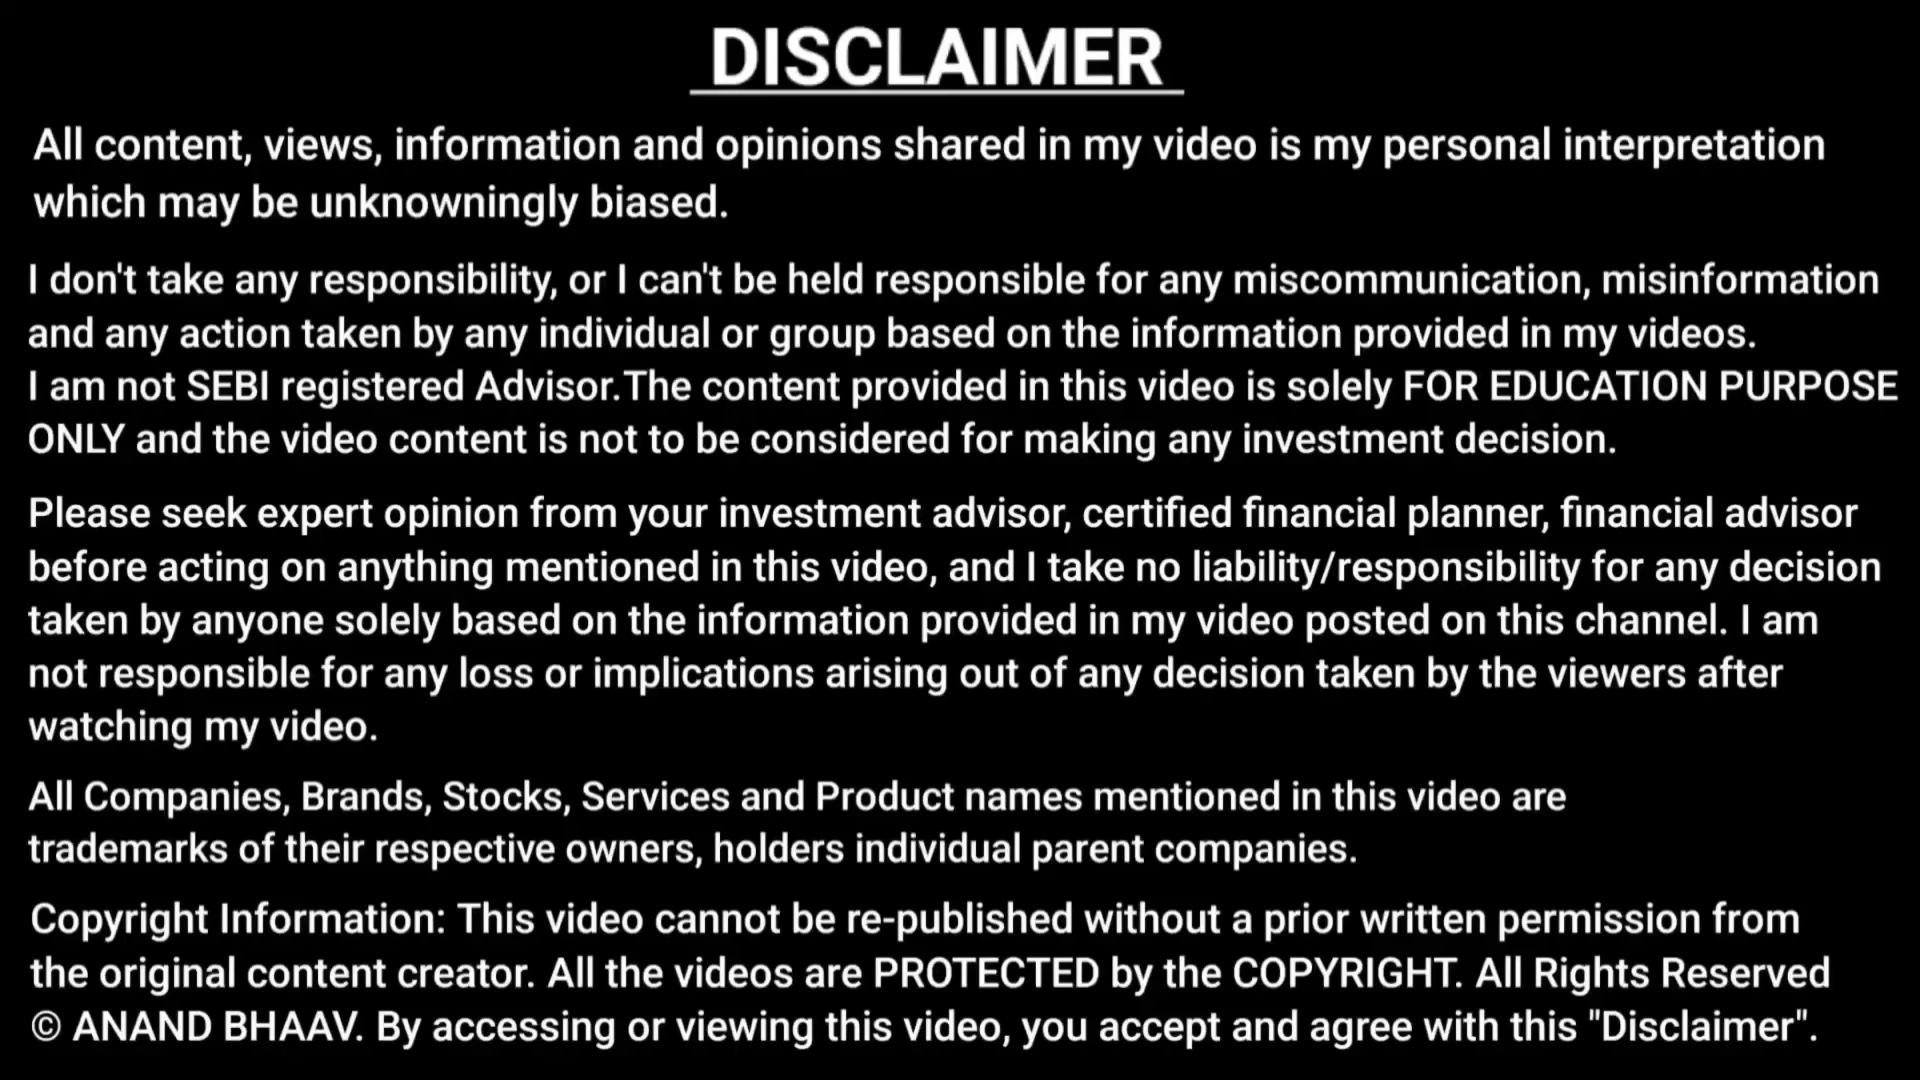 DISCLAIMER
All content, views, information and opinions shared in my video is my personal interpretation
which may be unknowningly biased.
I don't take any responsibility, or I can't be held responsible for any miscommunication, misinformation
and any action taken by any individual or group based on the information provided in my videos.
I am not SEBI registered Advisor.The content provided in this video is solely FOR EDUCATION PURPOSE
ONLY and the video content is not to be considered for making any investment decision.
Please seek expert opinion from your investment advisor, certified financial planner, financial advisor
before acting on anything mentioned in this video, and I take no liability/responsibility for any decision
taken by anyone solely based on the information provided in my video posted on this channel. I am
not responsible for any loss or implications arising out of any decision taken by the viewers after
watching my video.
All Companies, Brands, Stocks, Services and Product names mentioned in this video are
trademarks of their respective owners, holders individual parent companies.
Copyright Information: This video cannot be re-published without a prior written permission from
the original content creator. All the videos are PROTECTED by the COPYRIGHT. All Rights Reserved
© ANAND BHAAV. By accessing or viewing this video, you accept and agree with this "Disclaimer".